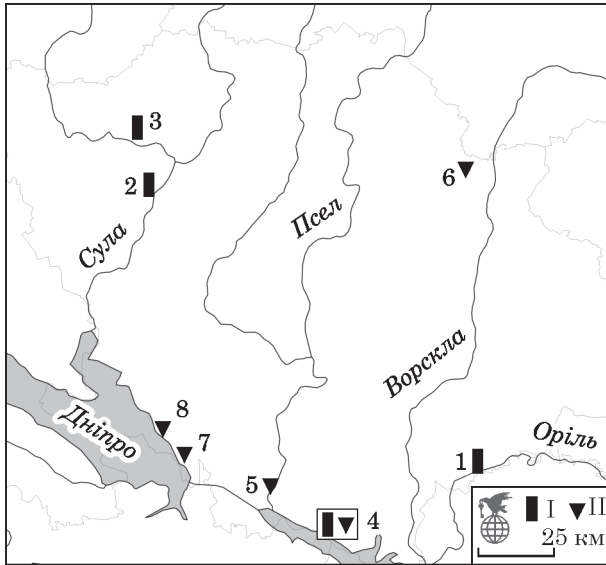 3
2
6
Сула
Псел
Ворскла
8
Дніпро
7
5
4
1
Оріль
I II
25 км